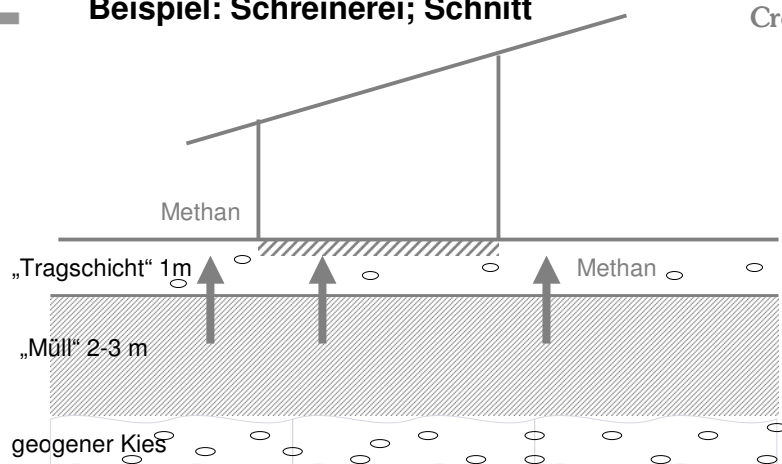 Beispiel: Schreinerei; Schnitt
Methan
„Tragschicht“ 1m
Methan
„Müll“ 2-3 m
geogener Kies